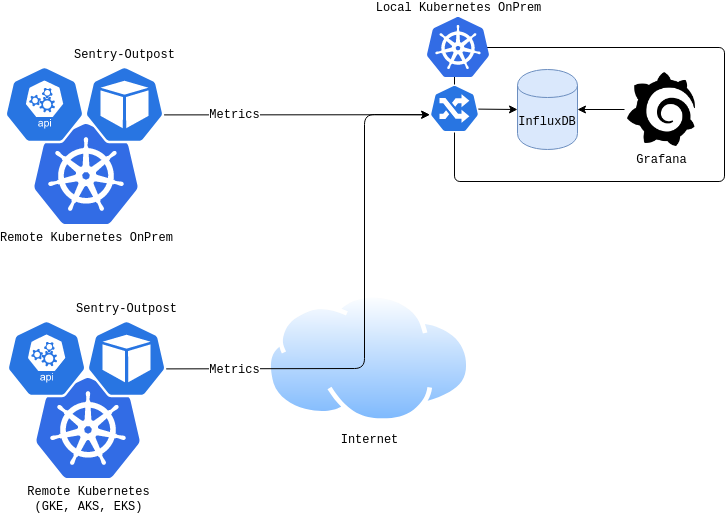 Local Kubernetes OnPrem
Sentry-Outpost
api
Metrics
InfluxDB
Grafana
Remote Kubernetes OnPrem
Sentry-Outpost
api
Metrics
Internet
Remote Kubernetes
(GKE, AKS, EKS)